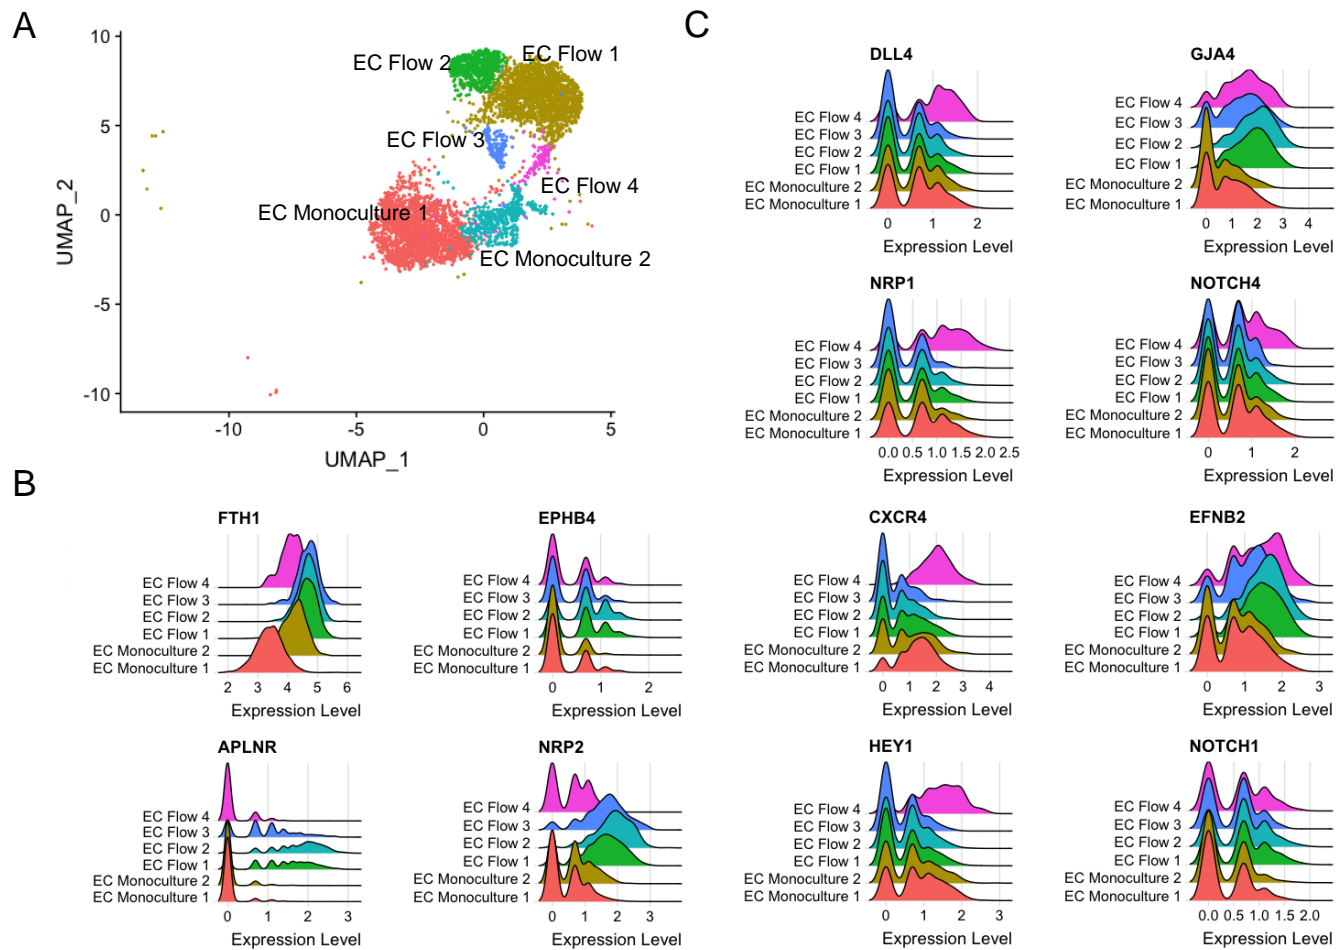 A
10
5
0
-5
-10
UMAP_2
EC Flow 2
EC Flow 1
EC Flow 3
EC Flow 4
EC Monoculture 1
EC Monoculture 2
-10
-5
0
5
UMAP_1
B
FTH1
EC Flow 4
EC Flow 3
EC Flow 2
EC Flow 1
EC Monoculture 2
EC Monoculture 1
2 3 4 5 6
Expression Level
EPHB4
EC Flow 4
EC Flow 3
EC Flow 2
EC Flow 1
EC Monoculture 2
EC Monoculture 1
0 1 2
Expression Level
APLNR
EC Flow 4
EC Flow 3
EC Flow 2
EC Flow 1
EC Monoculture 2
EC Monoculture 1
0 1 2 3
Expression Level
NRP2
EC Flow 4
EC Flow 3
EC Flow 2
EC Flow 1
EC Monoculture 2
EC Monoculture 1
0 1 2 3
Expression Level
C
DLL4
EC Flow 4
EC Flow 3
EC Flow 2
EC Flow 1
EC Monoculture 2
EC Monoculture 1
0 1 2
Expression Level
GJA4
EC Flow 4
EC Flow 3
EC Flow 2
EC Flow 1
EC Monoculture 2
EC Monoculture 1
0 1 2 3 4
Expression Level
NRP1
EC Flow 4
EC Flow 3
EC Flow 2
EC Flow 1
EC Monoculture 2
EC Monoculture 1
0.0 0.5 1.0 1.5 2.0 2.5
Expression Level
NOTCH4
EC Flow 4
EC Flow 3
EC Flow 2
EC Flow 1
EC Monoculture 2
EC Monoculture 1
0 1 2
Expression Level
CXCR4
EC Flow 4
EC Flow 3
EC Flow 2
EC Flow 1
EC Monoculture 2
EC Monoculture 1
0 1 2 3 4
Expression Level
EFNB2
EC Flow 4
EC Flow 3
EC Flow 2
EC Flow 1
EC Monoculture 2
EC Monoculture 1
0 1 2 3
Expression Level
HEY1
EC Flow 4
EC Flow 3
EC Flow 2
EC Flow 1
EC Monoculture 2
EC Monoculture 1
0 1 2 3
Expression Level
NOTCH1
EC Flow 4
EC Flow 3
EC Flow 2
EC Flow 1
EC Monoculture 2
EC Monoculture 1
0.0 0.5 1.0 1.5 2.0
Expression Level